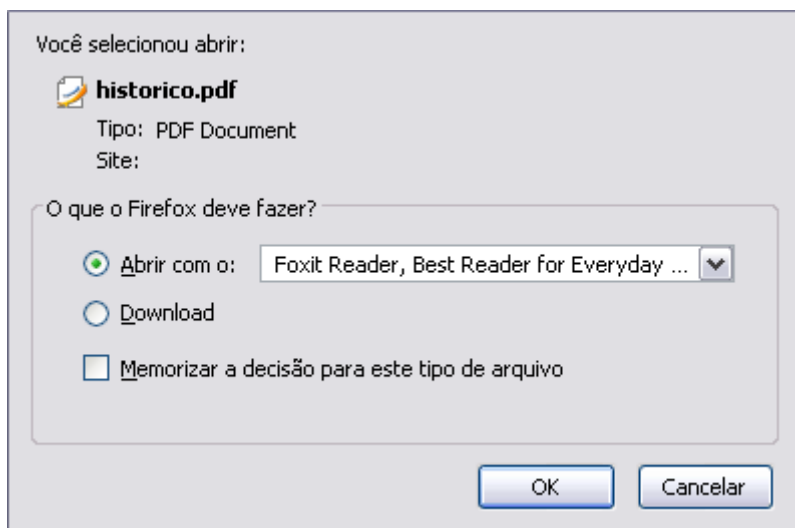 Você selecionou abrir:
historico.pdf
Tipo: PDF Document
Site:
O que o Firefox deve fazer?
Abrir com o: Foxit Reader, Best Reader for Everyday ...
Download
Memorizar a decisão para este tipo de arquivo
OK Cancelar